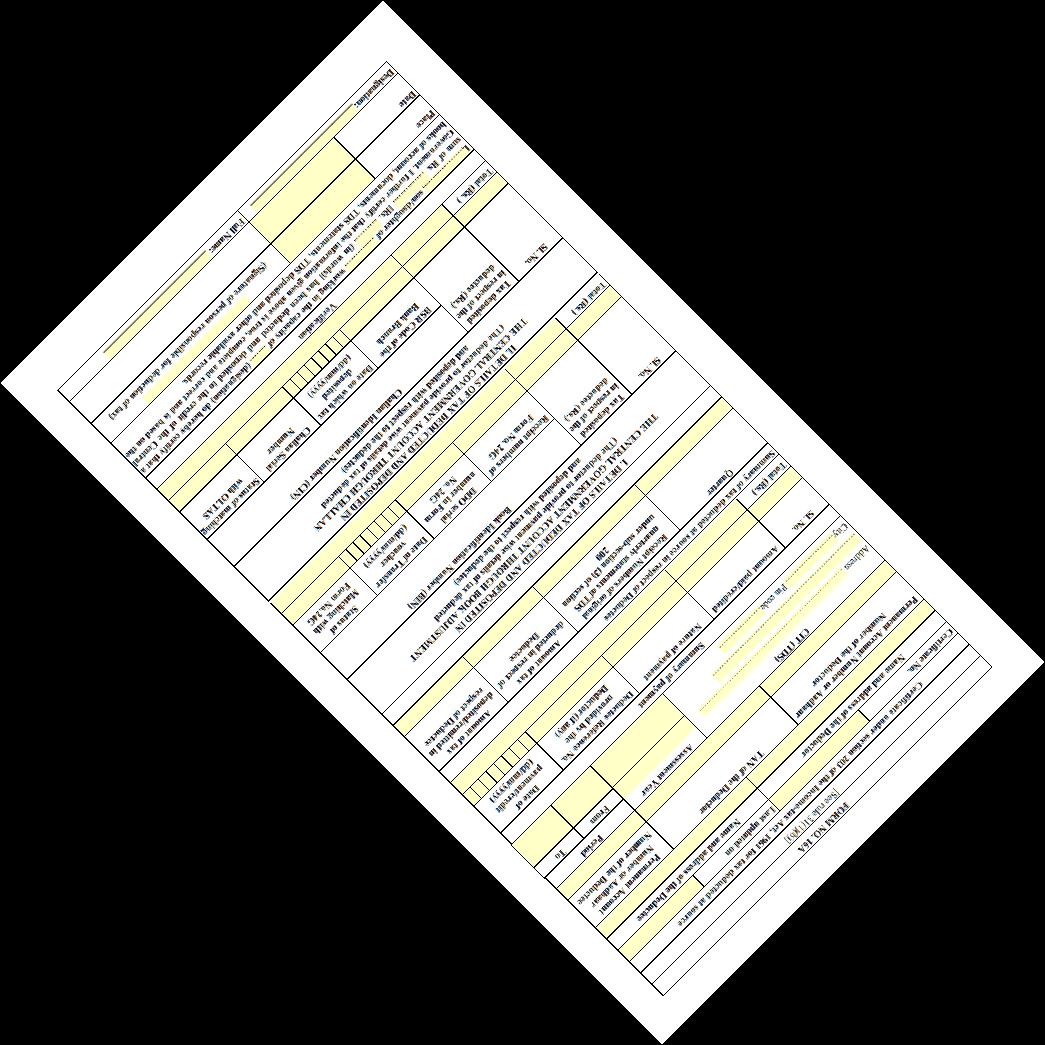 FORM NO. 16A
[See rule 31(1)(b)]
Certificate under section 203 of the Income-tax Act, 1961 for tax deducted at source
Certificate No. Last updated on
Name and address of the Deductor Name and address of the Deductee
Permanent Account Number or Aadhaar Number of the Deductor TAN of the Deductor Permanent Account Number or Aadhaar Number of the Deductee
CIT (TDS) Assessment Year Period
From To
Address
City
Pin code
Summary of payment
Sl. No. Amount paid/credited Nature of payment Deductee Reference No. provided by the Deductor (if any) Date of payment/credit (dd/mm/yyyy)
Total (Rs.)
Summary of tax deducted at source in respect of Deductee
Quarter Receipt Numbers of original quarterly statements of TDS under sub-section (3) of section 200 Amount of tax deducted in respect of Deductee Amount of tax deposited/remitted in respect of Deductee
I. DETAILS OF TAX DEDUCTED AND DEPOSITED IN
THE CENTRAL GOVERNMENT ACCOUNT THROUGH BOOK ADJUSTMENT
(The deductor to provide payment wise details of tax deducted
and deposited with respect to the deductee)
Sl. No. Tax deposited in respect of the deductee (Rs.) Book Identification Number (BIN)
Receipt numbers of Form No. 24G DDO serial number in Form No. 24G Date of Transfer voucher (dd/mm/yyyy) Status of Matching with Form No. 24G
Total (Rs.)
II. DETAILS OF TAX DEDUCTED AND DEPOSITED IN
THE CENTRAL GOVERNMENT ACCOUNT THROUGH CHALLAN
(The deductor to provide payment wise details of tax deducted
and deposited with respect to the deductee)
Sl. No. Tax deposited in respect of the deductee (Rs.) Challan Identification Number (CIN)
BSR Code of the Bank Branch Date on which tax deposited (dd/mm/yyyy) Challan Serial Number Status of matching with OLTAS
Total (Rs.)
Verification
I, son/daughter of working in the capacity of (designation) do hereby certify that
sum of Rs. [Rs. (in words)] has been deducted and deposited to the credit of the Central
Government. I further certify that the information given above is true, complete and correct and is based on the
books of account, documents, TDS statements, TDS deposited and other available records.
Place
Date (Signature of person responsible for deduction of tax)
Designation: Full Name: